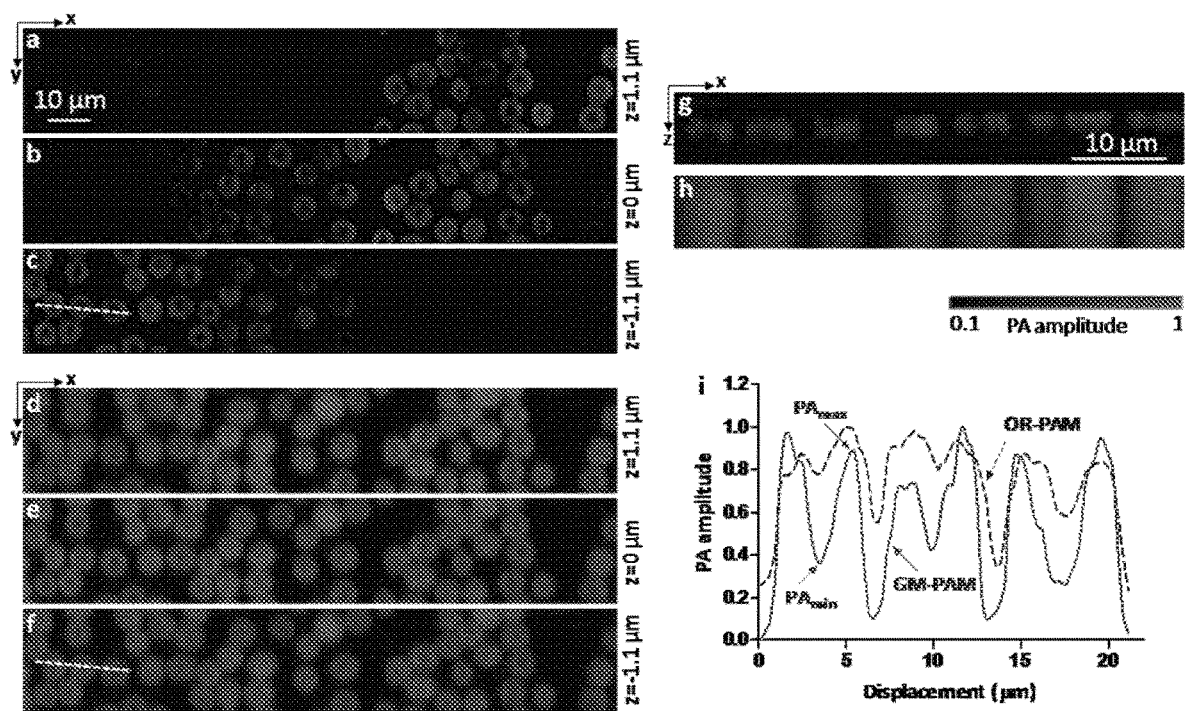 x
y
a
10 μm
z=1.1 μm
b
z=0 μm
c
z=-1.1 μm
x
y
d
z=1.1 μm
e
z=0 μm
f
z=-1.1 μm
x
z
g
10 μm
h
0.1 PA amplitude 1
i
1.2
1.0
0.8
0.6
0.4
0.2
0.0
PA amplitude
PAmax
OR-PAM
PAmin
GM-PAM
0 5 10 15 20
Displacement (μm)